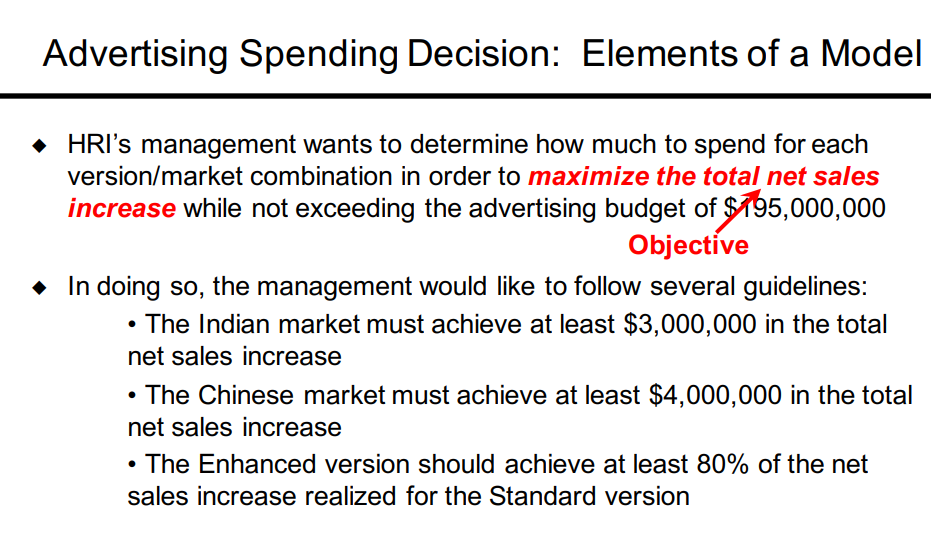 Advertising Spending Decision: Elements of a Model
◆ HRI's management wants to determine how much to spend for each
version/market combination in order to maximize the total net sales
increase while not exceeding the advertising budget of $195,000,000
Objective
◆ In doing so, the management would like to follow several guidelines:
• The Indian market must achieve at least $3,000,000 in the total
net sales increase
• The Chinese market must achieve at least $4,000,000 in the total
net sales increase
• The Enhanced version should achieve at least 80% of the net
sales increase realized for the Standard version